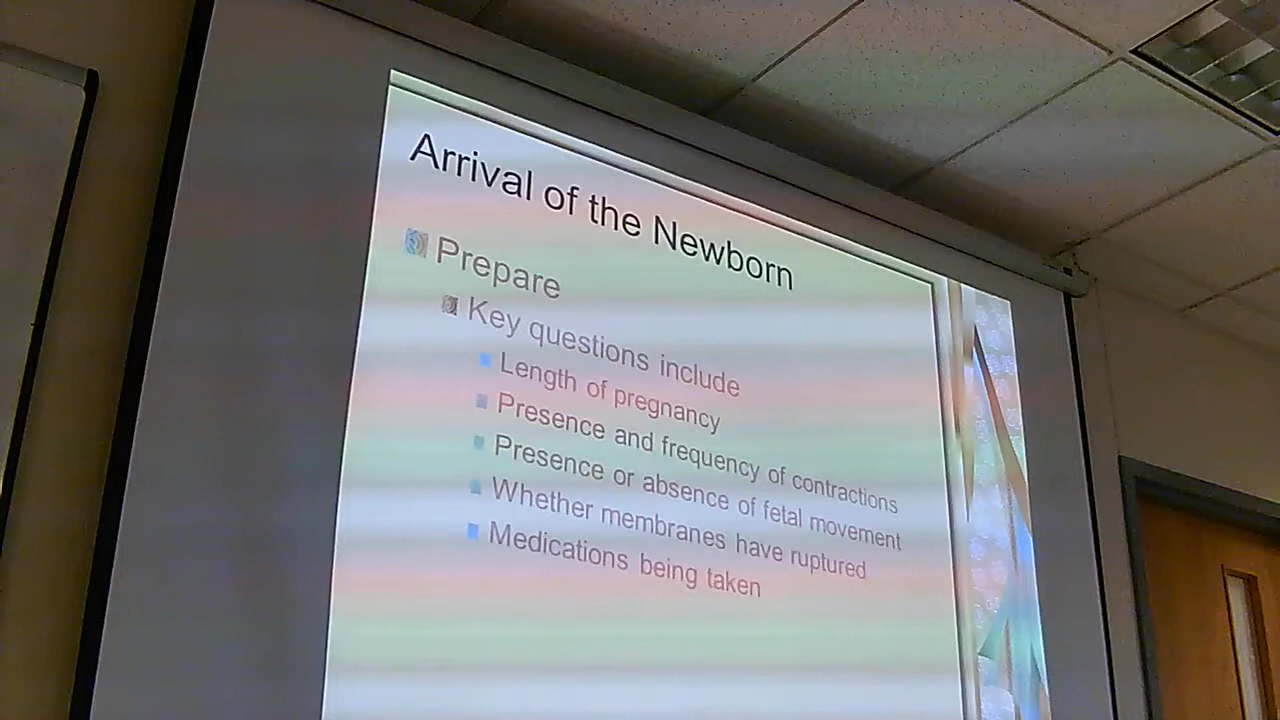 Arrival of the Newborn
Prepare
Key questions include
Length of pregnancy
Presence and frequency of contractions
Presence or absence of fetal movement
Whether membranes have ruptured
Medications being taken